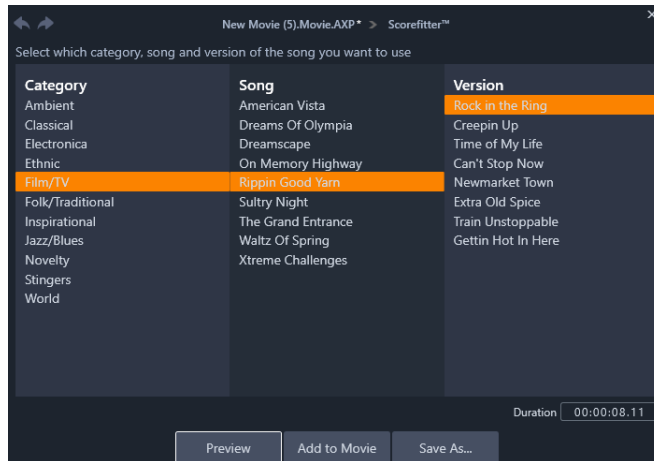 New Movie (5).Movie.AXP* > Scorefitter™
Select which category, song and version of the song you want to use
Category
Ambient
Classical
Electronica
Ethnic
Film/TV
Folk/Traditional
Inspirational
Jazz/Blues
Novelty
Stingers
World
Song
American Vista
Dreams Of Olympia
Dreamscape
On Memory Highway
Rippin Good Yarn
Sultry Night
The Grand Entrance
Waltz Of Spring
Xtreme Challenges
Version
Rock in the Ring
Creepin Up
Time of My Life
Can't Stop Now
Newmarket Town
Extra Old Spice
Train Unstoppable
Gettin Hot In Here
Duration 00:00:08.11
Preview Add to Movie Save As...